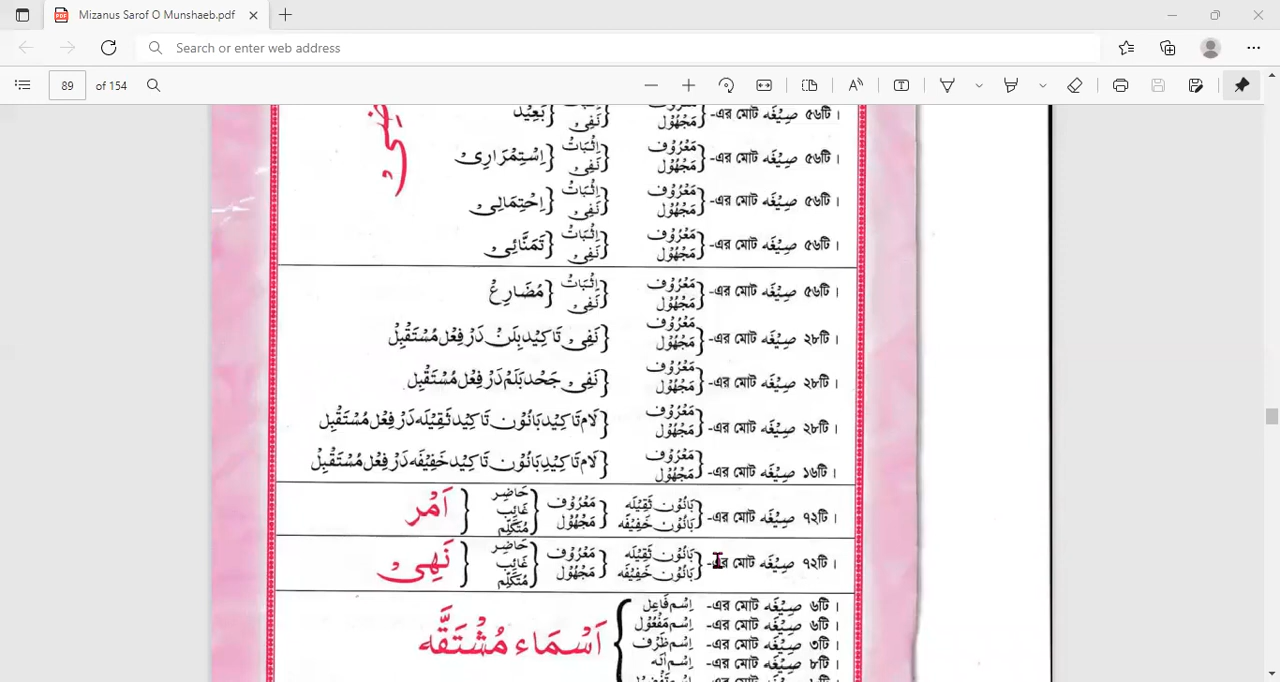 Mizanus Sarof O Munshaeb.pdf
Search or enter web address
89 of 154
بَعِيْد { اِثْبَاتْ نَفِى { مَعْرُوْف مَجْهُوْل } -এর মোট صِيْغَه ৫৬টি।
اِسْتِمْرَارِى { اِثْبَاتْ نَفِى { مَعْرُوْف مَجْهُوْل } -এর মোট صِيْغَه ৫৬টি।
اِحْتِمَالِى { اِثْبَاتْ نَفِى { مَعْرُوْف مَجْهُوْل } -এর মোট صِيْغَه ৫৬টি।
تَمَنَّائِى { اِثْبَاتْ نَفِى { مَعْرُوْف مَجْهُوْل } -এর মোট صِيْغَه ৫৬টি।
مُضَارِعْ { اِثْبَاتْ نَفِى { مَعْرُوْف مَجْهُوْل } -এর মোট صِيْغَه ৫৬টি।
نَفِى تَاكِيْد بِلَنْ دَرْ فِعْل مُسْتَقْبِلْ { مَعْرُوْف مَجْهُوْل } -এর মোট صِيْغَه ২৮টি।
نَفِى جَحْد بَلَمْ دَرْ فِعْل مُسْتَقْبِل { مَعْرُوْف مَجْهُوْل } -এর মোট صِيْغَه ২৮টি।
لَام تَاكِيْد بَانُوْن تَاكِيْد ثَقِيْلَه دَرْ فِعْل مُسْتَقْبِل { مَعْرُوْف مَجْهُوْل } -এর মোট صِيْغَه ২৮টি।
لَام تَاكِيْد بَانُوْن تَاكِيْد خَفِيْفَه دَرْ فِعْل مُسْتَقْبِلْ { مَعْرُوْف مَجْهُوْل } -এর মোট صِيْغَه ১৬টি।
اَمْر { حَاضِر غَائِب مُتَكَلِّم { مَعْرُوْف مَجْهُوْل { بَانُوْن ثَقِيْلَه بَانُوْن خَفِيْفَه } -এর মোট صِيْغَه ৭২টি।
نَهِىْ { حَاضِر غَائِب مُتَكَلِّم { مَعْرُوْف مَجْهُوْل { بَانُوْن ثَقِيْلَه بَانُوْن خَفِيْفَه } -এর মোট صِيْغَه ৭২টি।
اَسْمَاء مُشْتَقَّه
اِسْم فَاعِل -এর মোট صِيْغَه ৬টি।
اِسْم مَفْعُوْل -এর মোট صِيْغَه ৬টি।
اِسْم ظَرْف -এর মোট صِيْغَه ৩টি।
اِسْم اٰلَه -এর মোট صِيْغَه ৮টি।